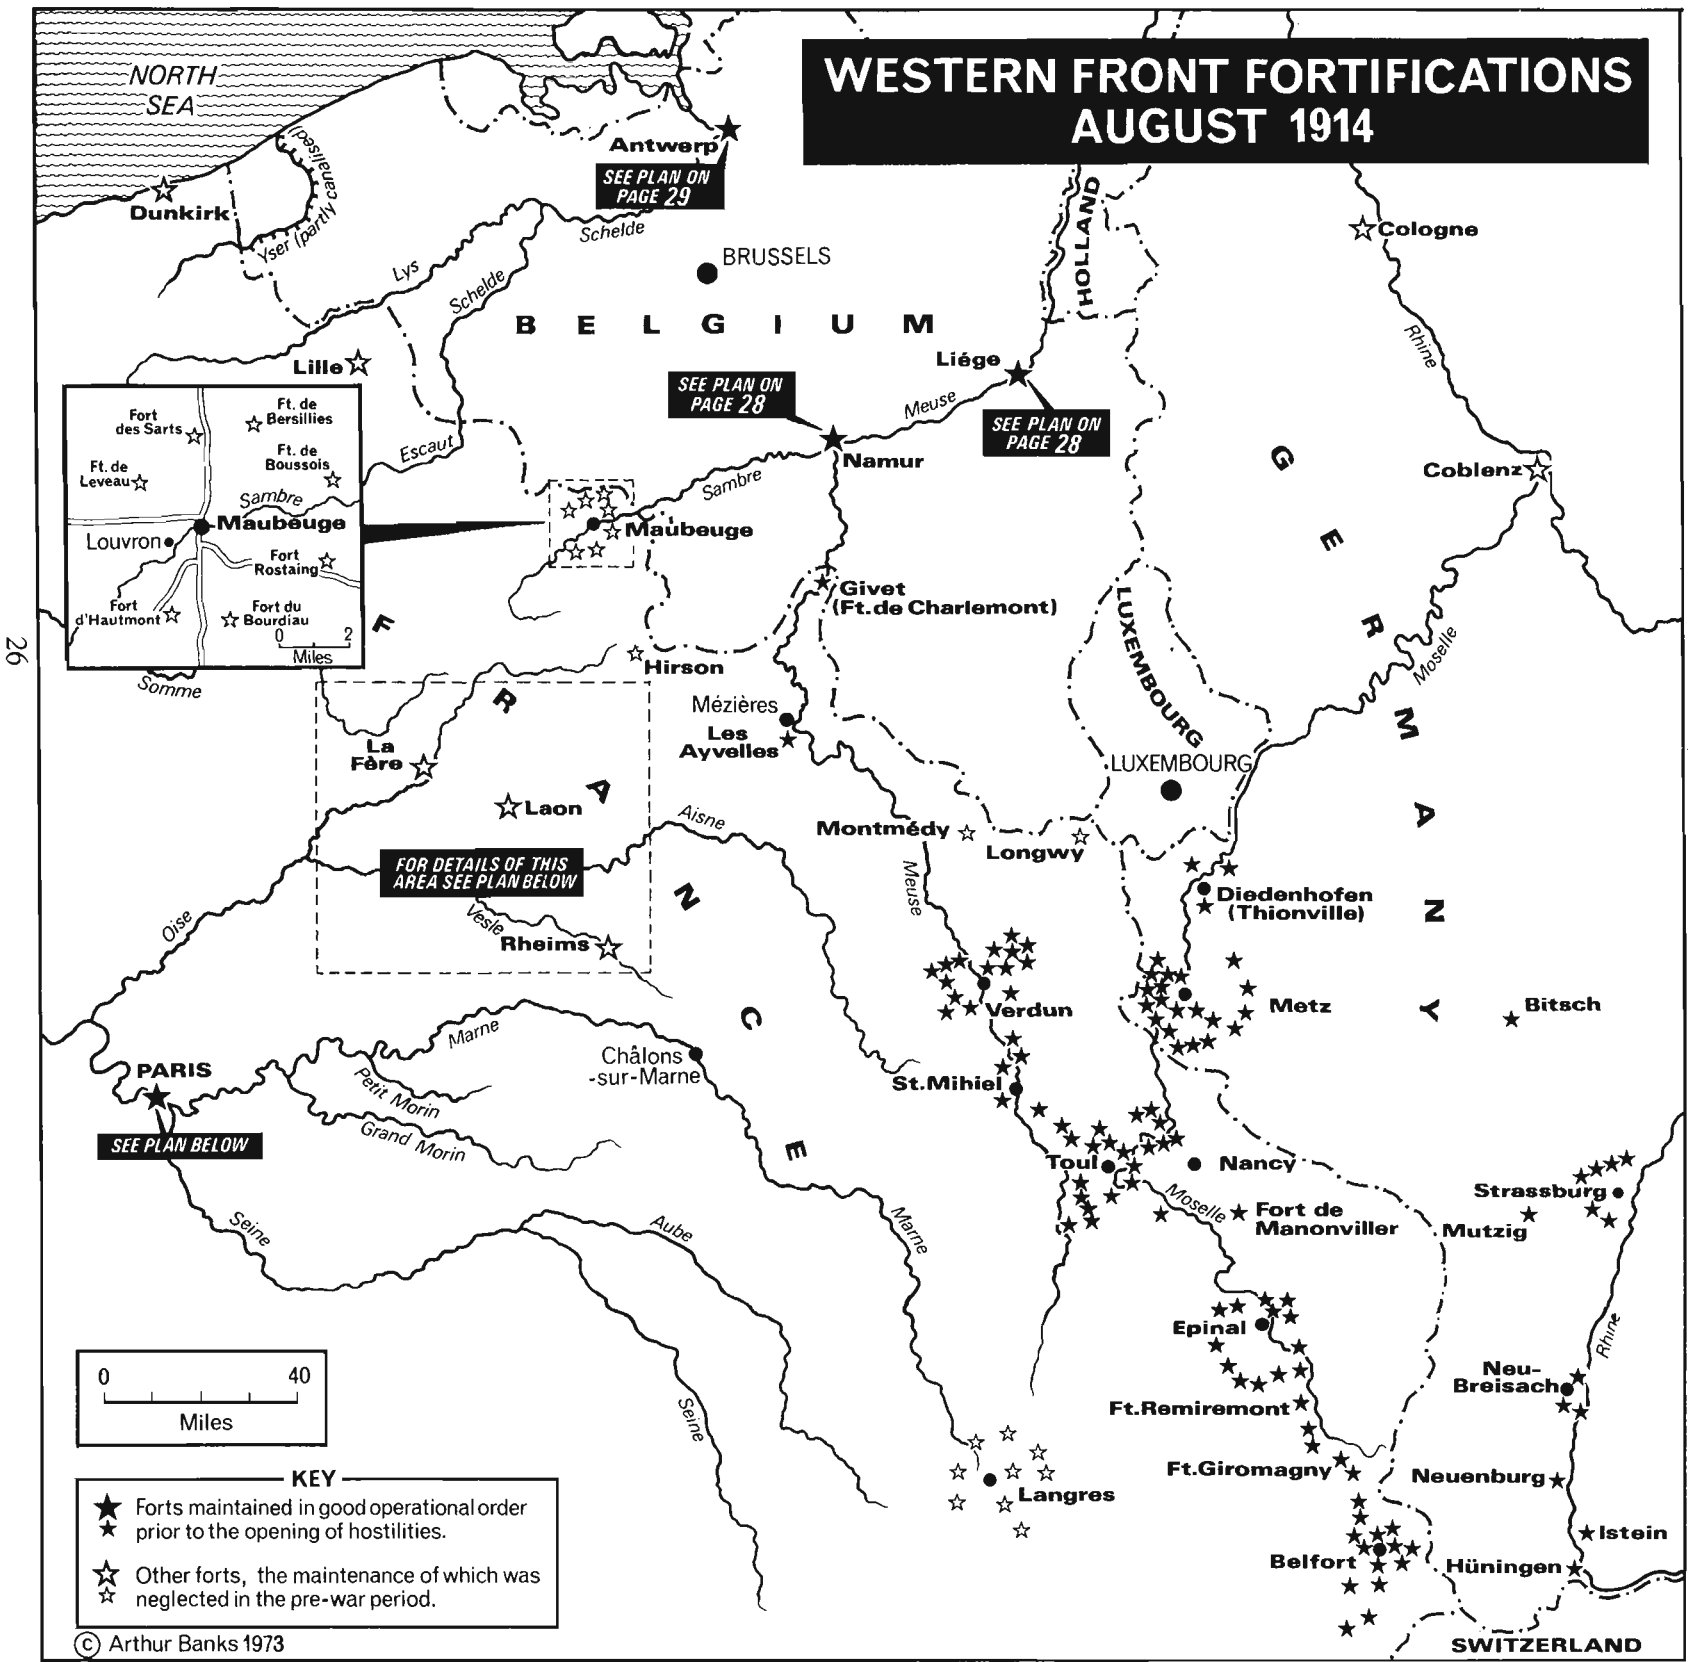 WESTERN FRONT FORTIFICATIONS
AUGUST 1914
NORTH
SEA
Antwerp
SEE PLAN ON
PAGE 29
Dunkirk
Yser (partly canalised)
HOLLAND
Cologne
Schelde
BRUSSELS
Lys
Schelde
BELGIUM
Rhine
Lille
Liége
SEE PLAN ON
PAGE 28
Meuse
SEE PLAN ON
PAGE 28
Namur
Escaut
Sambre
Coblenz
Fort
des Sarts
Ft. de
Bersillies
Ft. de
Leveau
Ft. de
Boussois
Sambre
Maubeuge
Louvron
Fort
Rostaing
Fort
d'Hautmont
Fort du
Bourdiau
0 2
Miles
Maubeuge
Givet
(Ft. de Charlemont)
GERMANY
LUXEMBOURG
Moselle
26
Somme
FRANCE
Hirson
Mézières
Les
Ayvelles
La
Fère
LUXEMBOURG
Laon
Aisne
Montmédy
Longwy
FOR DETAILS OF THIS
AREA SEE PLAN BELOW
Meuse
Diedenhofen
(Thionville)
Oise
Vesle
Rheims
Verdun
Metz
Bitsch
Marne
Châlons
-sur-Marne
PARIS
Petit Morin
St. Mihiel
SEE PLAN BELOW
Grand Morin
Toul
Nancy
Strassburg
Moselle
Fort de
Manonviller
Mutzig
Seine
Aube
Marne
Epinal
Rhine
0 40
Miles
Neu-
Breisach
Seine
Ft. Remiremont
Ft. Giromagny
Neuenburg
Langres
KEY
Forts maintained in good operational order
prior to the opening of hostilities.
Other forts, the maintenance of which was
neglected in the pre-war period.
Istein
Belfort
Hüningen
© Arthur Banks 1973
SWITZERLAND